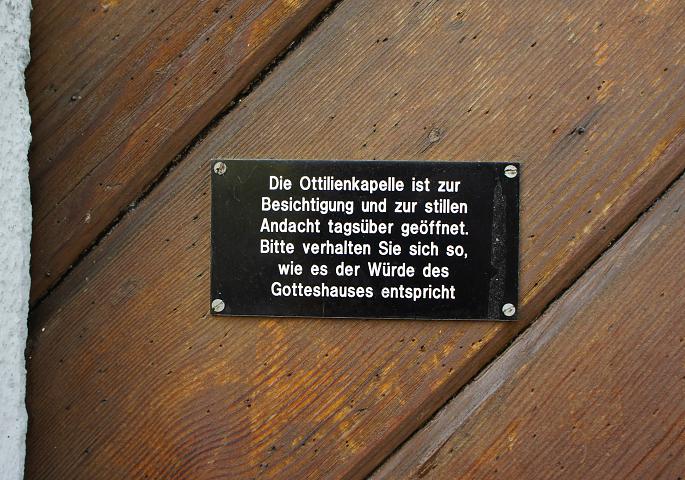 Die Ottilienkapelle ist zur
Besichtigung und zur stillen
Andacht tagsüber geöffnet.
Bitte verhalten Sie sich so,
wie es der Würde des
Gotteshauses entspricht